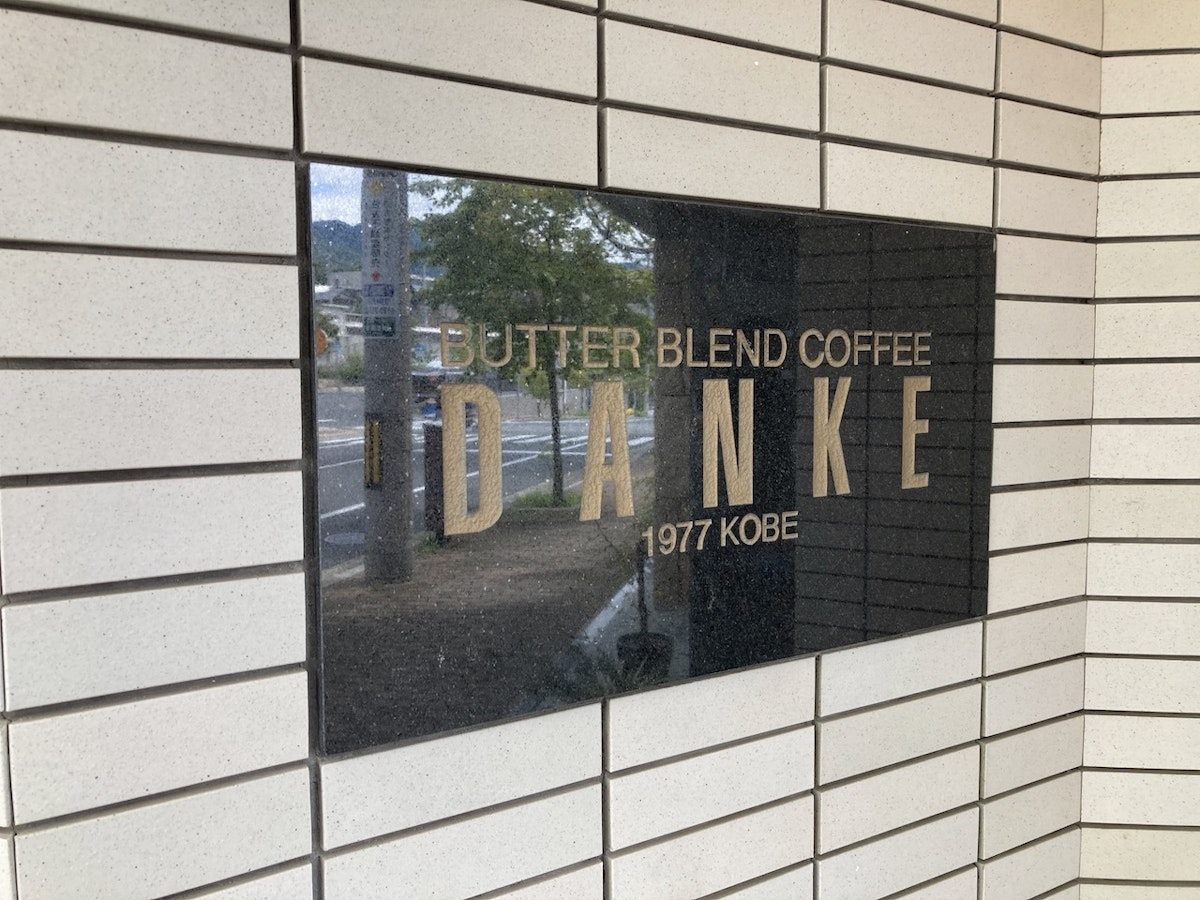 BUTTER BLEND COFFEE
DANKE
1977 KOBE